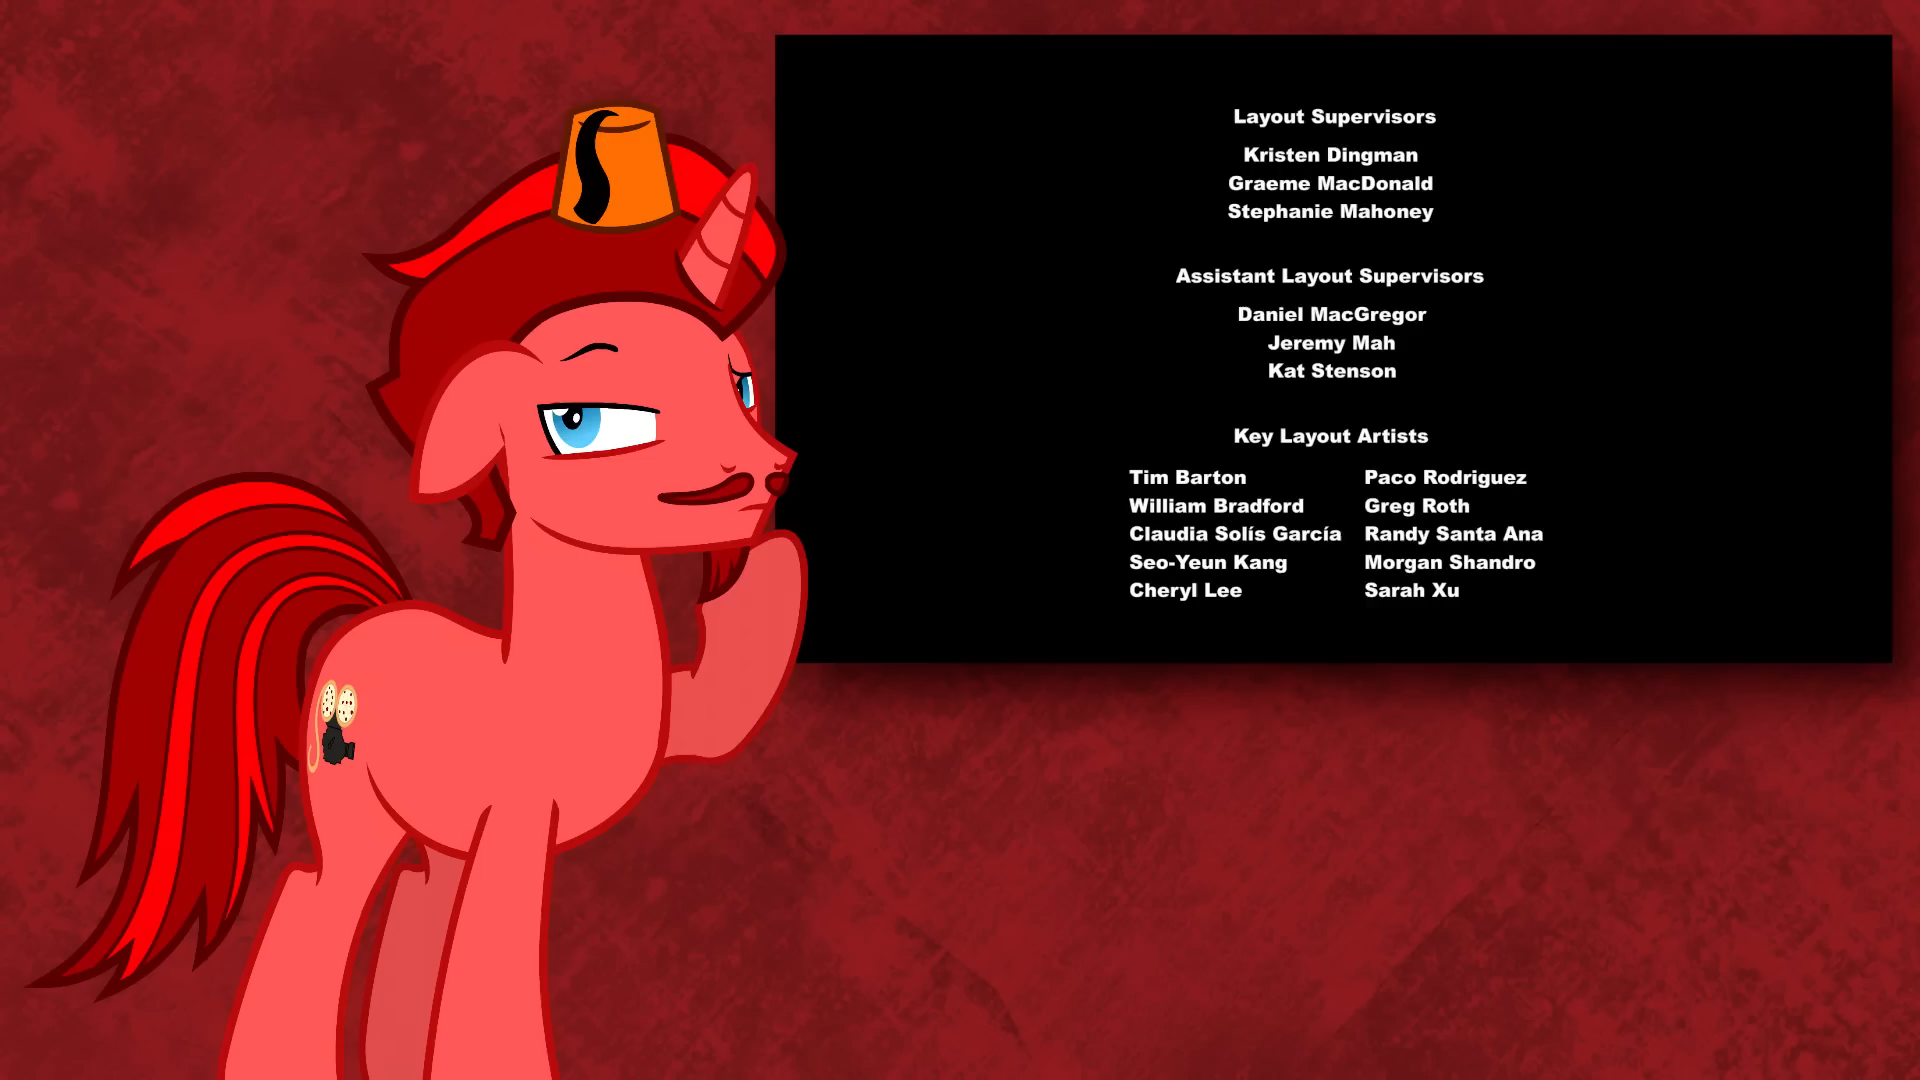 Layout Supervisors
Kristen Dingman
Graeme MacDonald
Stephanie Mahoney
Assistant Layout Supervisors
Daniel MacGregor
Jeremy Mah
Kat Stenson
Key Layout Artists
Tim Barton
William Bradford
Claudia Solís García
Seo-Yeun Kang
Cheryl Lee
Paco Rodriguez
Greg Roth
Randy Santa Ana
Morgan Shandro
Sarah Xu